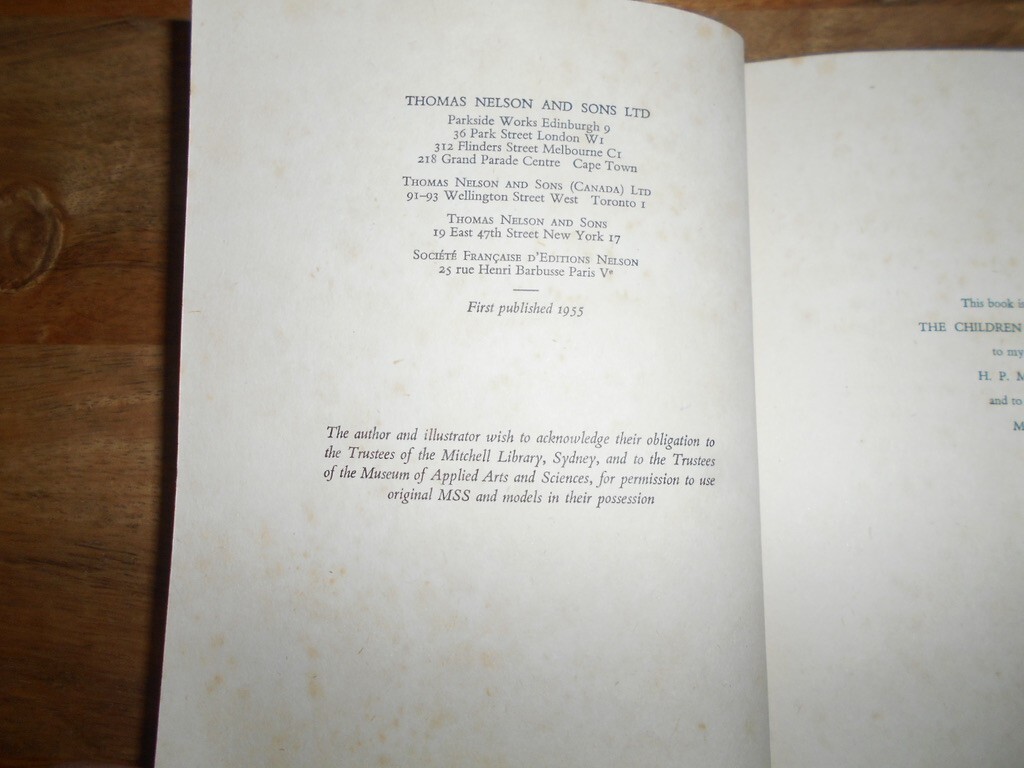 THOMAS NELSON AND SONS LTD
Parkside Works Edinburgh 9
36 Park Street London W1
312 Flinders Street Melbourne C1
218 Grand Parade Centre Cape Town
THOMAS NELSON AND SONS (CANADA) LTD
91–93 Wellington Street West Toronto 1
THOMAS NELSON AND SONS
19 East 47th Street New York 17
SOCIÉTÉ FRANÇAISE D'EDITIONS NELSON
25 rue Henri Barbusse Paris Vᵉ
First published 1955
The author and illustrator wish to acknowledge their obligation to
the Trustees of the Mitchell Library, Sydney, and to the Trustees
of the Museum of Applied Arts and Sciences, for permission to use
original MSS and models in their possession
This book is
THE CHILDREN
to my
H. P. M
and to
M